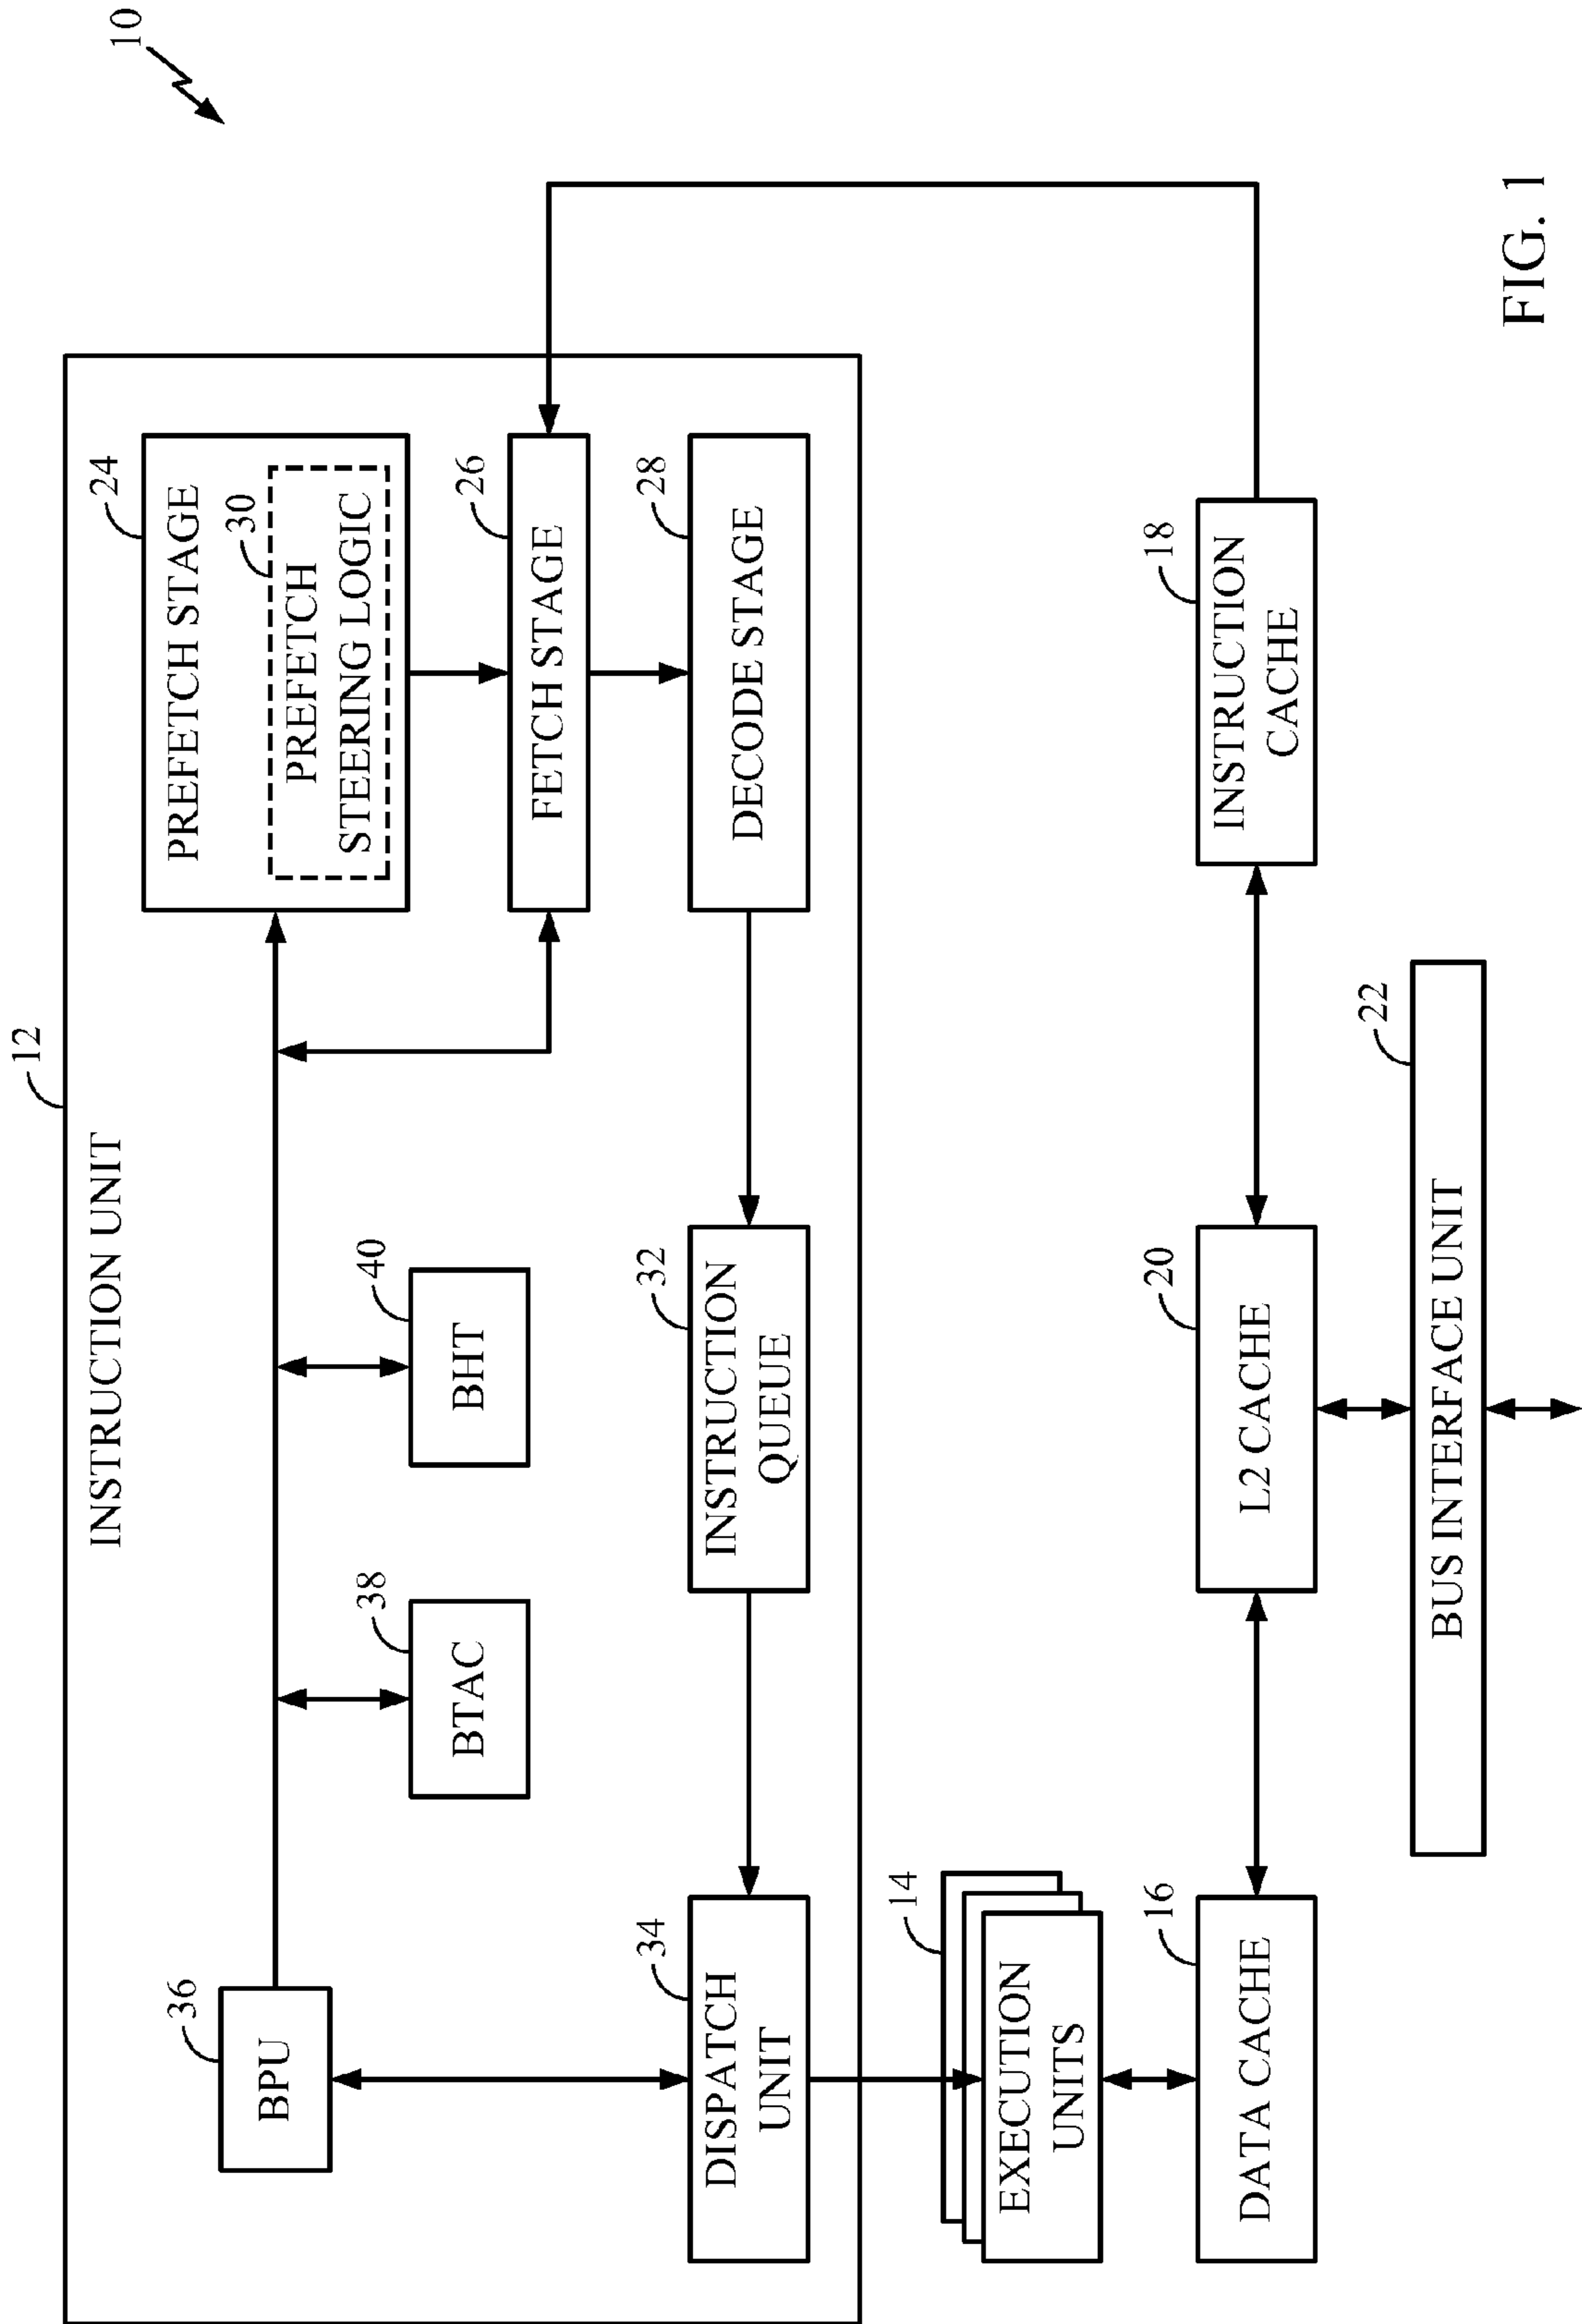 10
12
INSTRUCTION UNIT
36
BPU
38
BTAC
40
BHT
24
PREFETCH STAGE
30
PREFETCH
STEERING LOGIC
26
FETCH STAGE
28
DECODE STAGE
32
INSTRUCTION
QUEUE
34
DISPATCH
UNIT
14
EXECUTION
UNITS
16
DATA CACHE
20
L2 CACHE
18
INSTRUCTION
CACHE
22
BUS INTERFACE UNIT
FIG. 1